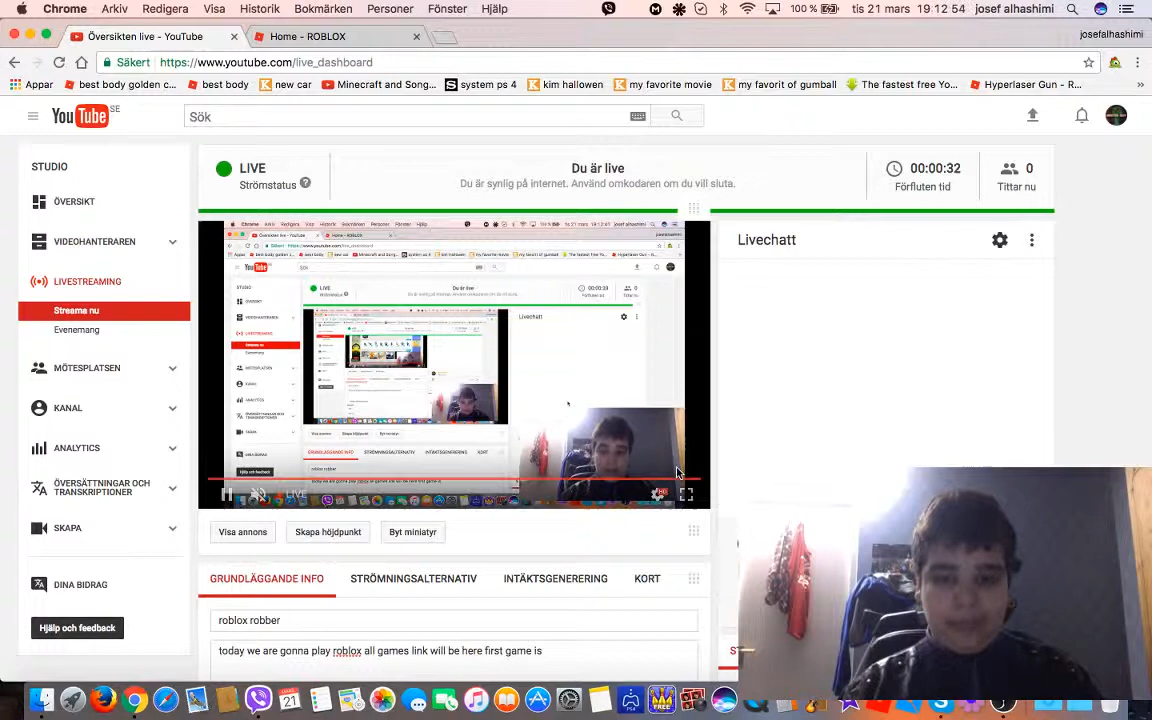 Chrome Arkiv Redigera Visa Historik Bokmärken Personer Fönster Hjälp 100 % tis 21 mars 19:12:54 josef alhashimi
Översikten live - YouTube Home - ROBLOX josefalhashimi
Säkert https://www.youtube.com/live_dashboard
Appar best body golden c... best body new car Minecraft and Song... system ps 4 kim hallowen my favorite movie my favorit of gumball The fastest free Yo... Hyperlaser Gun - R... »
YouTube SE Sök
STUDIO
ÖVERSIKT
VIDEOHANTERAREN
LIVESTREAMING
Streama nu
Evenemang
MÖTESPLATSEN
KANAL
ANALYTICS
ÖVERSÄTTNINGAR OCH
TRANSKRIPTIONER
SKAPA
DINA BIDRAG
Hjälp och feedback
LIVE
Strömstatus
Du är live
Du är synlig på internet. Använd omkodaren om du vill sluta.
00:00:32
Förfluten tid
0
Tittar nu
Livechatt
LIVE
HD
Visa annons Skapa höjdpunkt Byt miniatyr
GRUNDLÄGGANDE INFO STRÖMNINGSALTERNATIV INTÄKTSGENERERING KORT
roblox robber
today we are gonna play roblox all games link will be here first game is